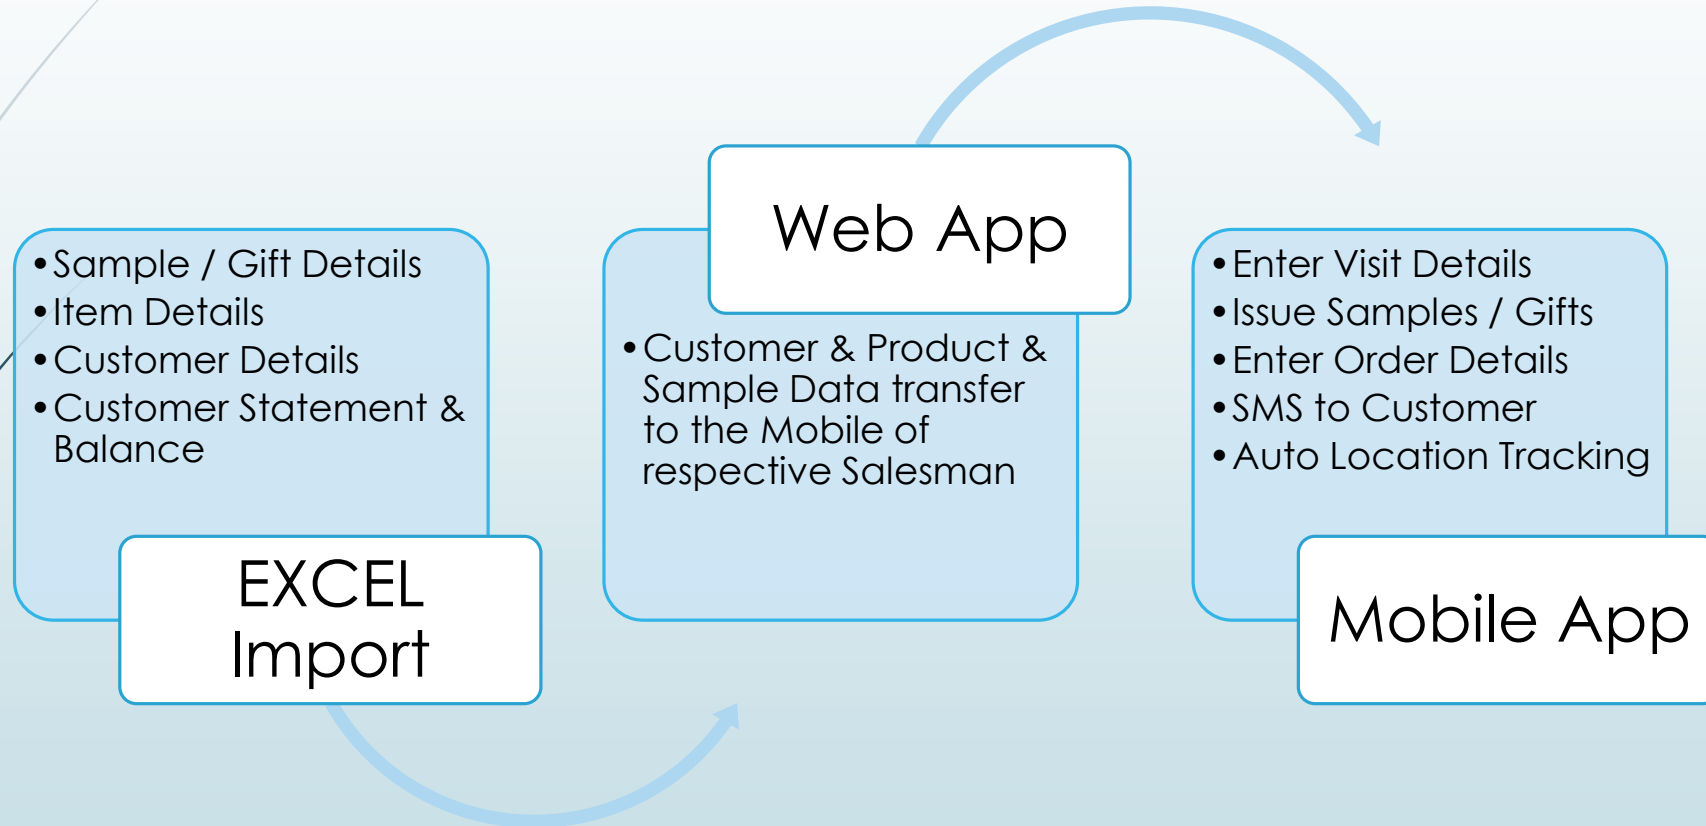 •Sample / Gift Details
•Item Details
•Customer Details
•Customer Statement &
Balance
EXCEL
Import
Web App
•Customer & Product &
Sample Data transfer
to the Mobile of
respective Salesman
•Enter Visit Details
•Issue Samples / Gifts
•Enter Order Details
•SMS to Customer
•Auto Location Tracking
Mobile App